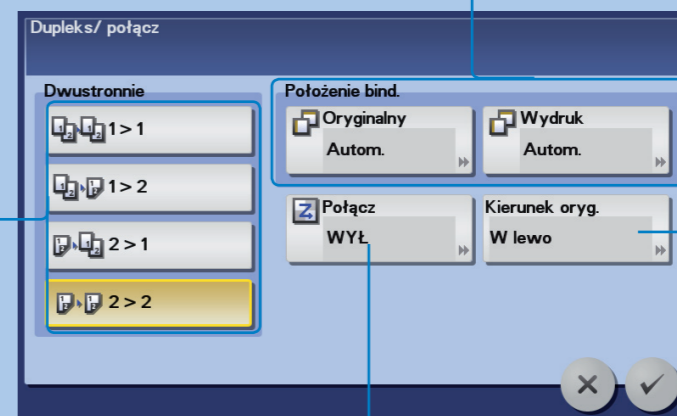 Dupleks/ połącz
Dwustronnie
1 > 1
1 > 2
2 > 1
2 > 2
Położenie bind.
Oryginalny
Autom.
Wydruk
Autom.
Połącz
WYŁ.
Kierunek oryg.
W lewo